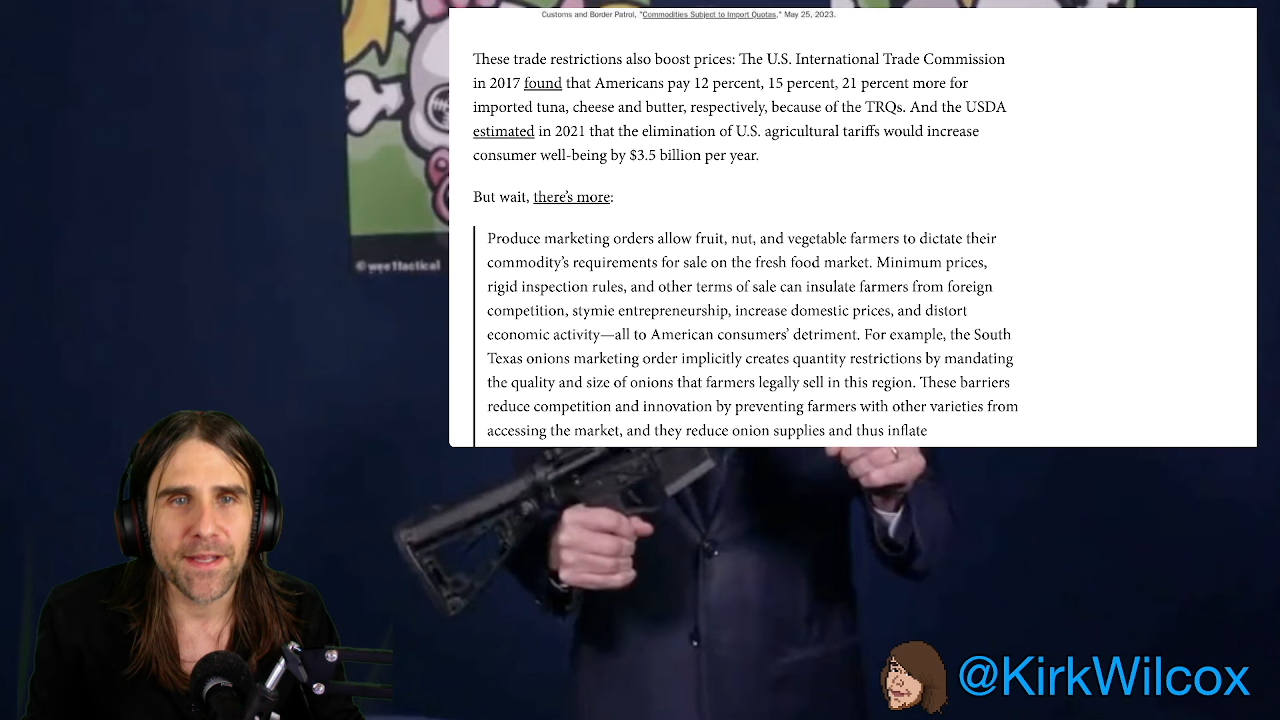 Customs and Border Patrol, "Commodities Subject to Import Quotas," May 25, 2023.
These trade restrictions also boost prices: The U.S. International Trade Commission
in 2017 found that Americans pay 12 percent, 15 percent, 21 percent more for
imported tuna, cheese and butter, respectively, because of the TRQs. And the USDA
estimated in 2021 that the elimination of U.S. agricultural tariffs would increase
consumer well-being by $3.5 billion per year.
But wait, there's more:
Produce marketing orders allow fruit, nut, and vegetable farmers to dictate their
commodity's requirements for sale on the fresh food market. Minimum prices,
rigid inspection rules, and other terms of sale can insulate farmers from foreign
competition, stymie entrepreneurship, increase domestic prices, and distort
economic activity—all to American consumers' detriment. For example, the South
Texas onions marketing order implicitly creates quantity restrictions by mandating
the quality and size of onions that farmers legally sell in this region. These barriers
reduce competition and innovation by preventing farmers with other varieties from
accessing the market, and they reduce onion supplies and thus inflate
©wee1tactical
@KirkWilcox